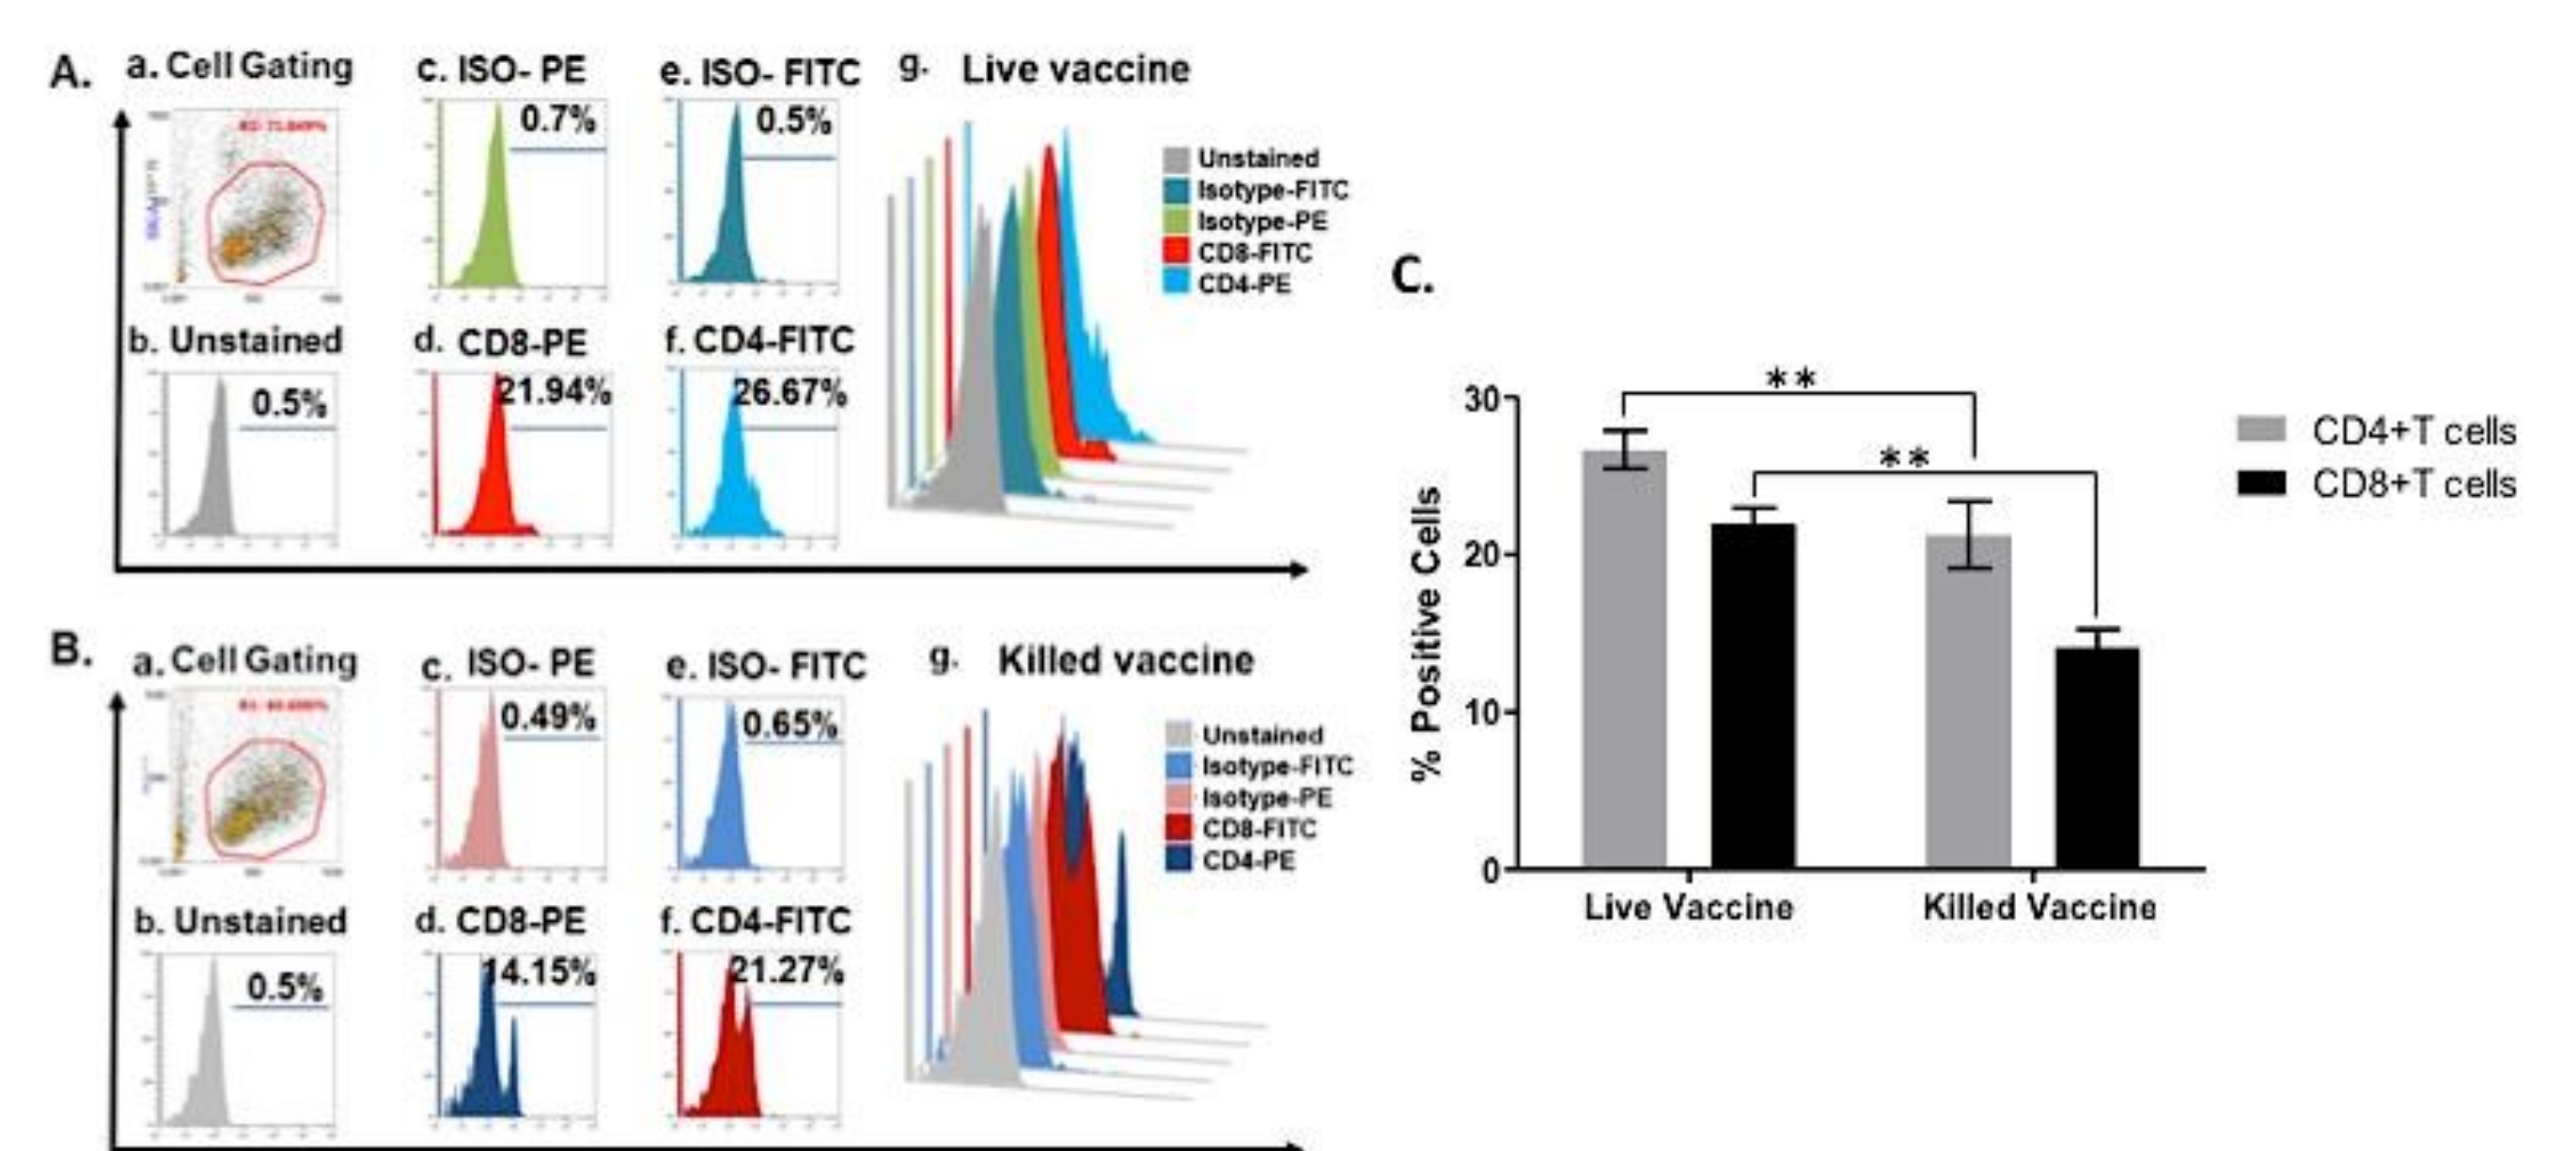 A.
a. Cell Gating
c. ISO- PE
e. ISO- FITC
g. Live vaccine
0.7%
0.5%
Unstained
Isotype-FITC
Isotype-PE
CD8-FITC
CD4-PE
b. Unstained
d. CD8-PE
f. CD4-FITC
0.5%
21.94%
26.67%
B.
a. Cell Gating
c. ISO- PE
e. ISO- FITC
g. Killed vaccine
0.49%
0.65%
Unstained
Isotype-FITC
Isotype-PE
CD8-FITC
CD4-PE
b. Unstained
d. CD8-PE
f. CD4-FITC
0.5%
14.15%
21.27%
C.
**
**
% Positive Cells
30
20
10
0
Live Vaccine
Killed Vaccine
CD4+T cells
CD8+T cells